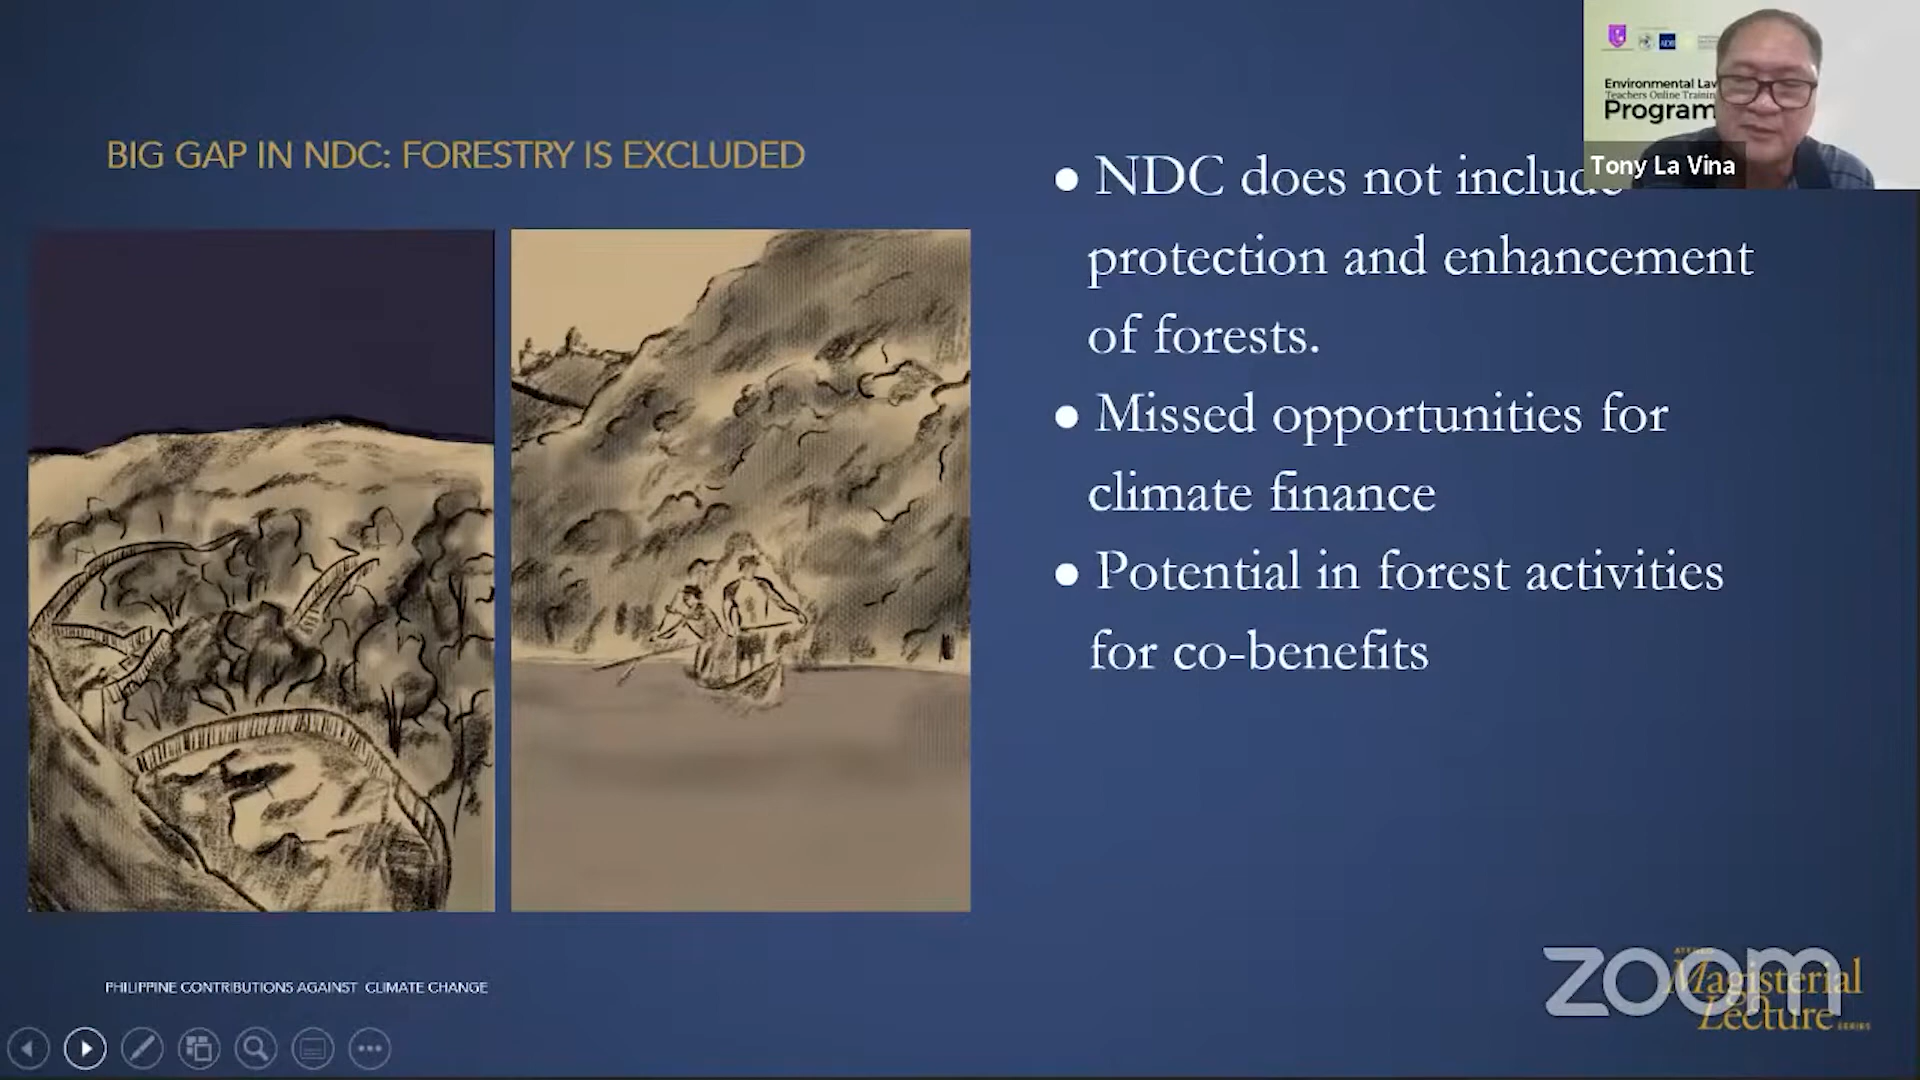 BIG GAP IN NDC: FORESTRY IS EXCLUDED
● NDC does not include
protection and enhancement
of forests.
● Missed opportunities for
climate finance
● Potential in forest activities
for co-benefits
ADB
Environmental Law
Teachers Online Training
Program
Tony La Vina
PHILIPPINE CONTRIBUTIONS AGAINST CLIMATE CHANGE
zoom
Magisterial
Lecture
SERIES